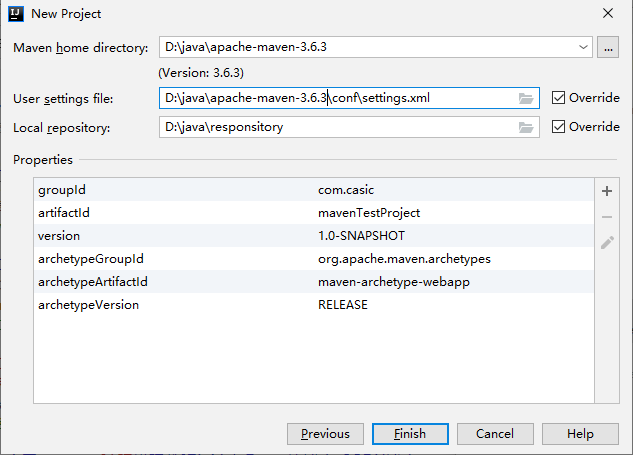 New Project
Maven home directory: D:\java\apache-maven-3.6.3 ...
(Version: 3.6.3)
User settings file: D:\java\apache-maven-3.6.3\conf\settings.xml Override
Local repository: D:\java\responsitory Override
Properties
groupId com.casic
artifactId mavenTestProject
version 1.0-SNAPSHOT
archetypeGroupId org.apache.maven.archetypes
archetypeArtifactId maven-archetype-webapp
archetypeVersion RELEASE
Previous Finish Cancel Help